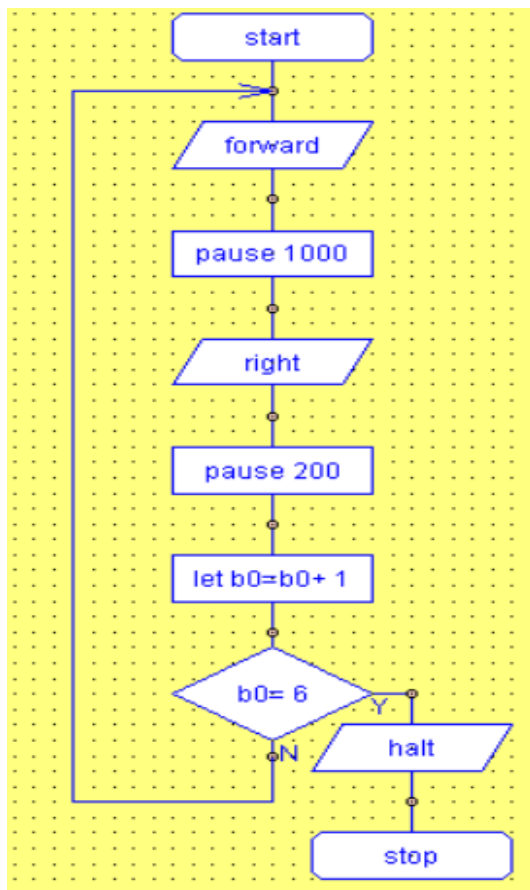 start
forward
pause 1000
right
pause 200
let b0=b0+ 1
b0= 6
Y
N
halt
stop